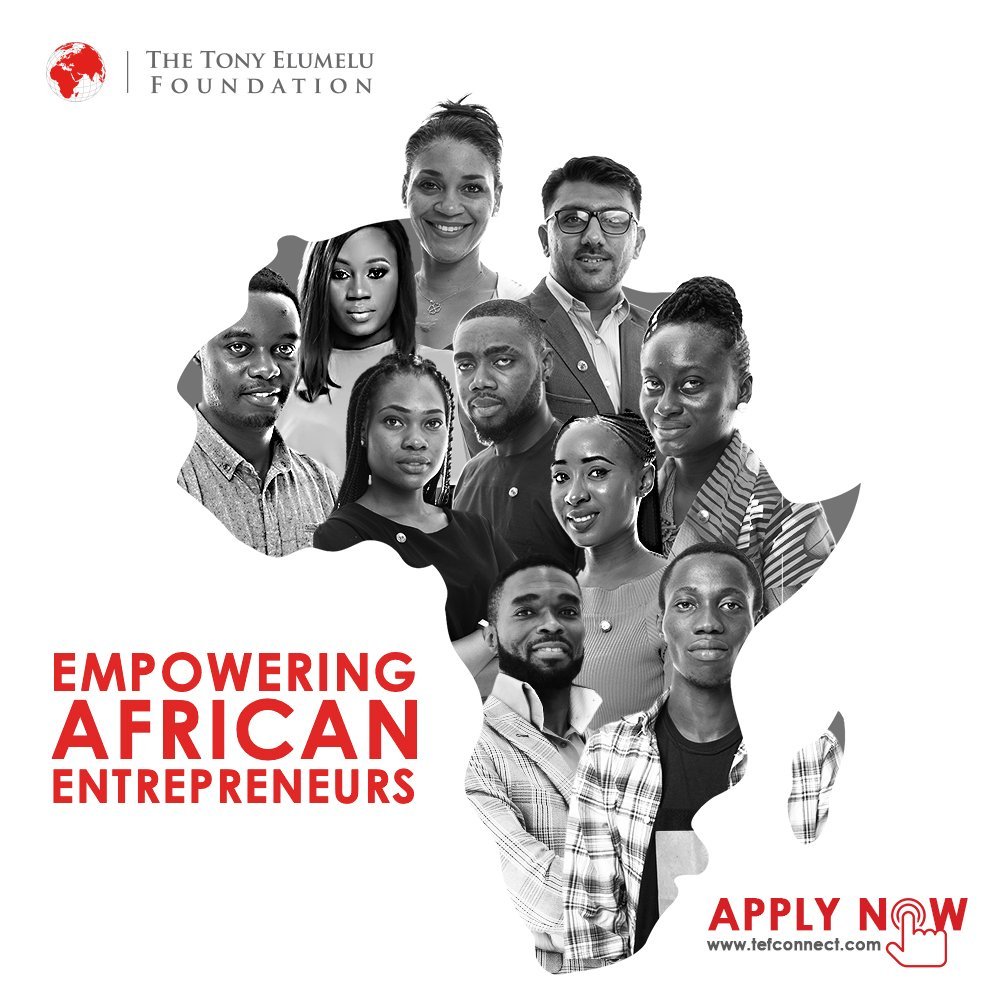 THE TONY ELUMELU
FOUNDATION
EMPOWERING
AFRICAN
ENTREPRENEURS
APPLY NOW
www.tefconnect.com